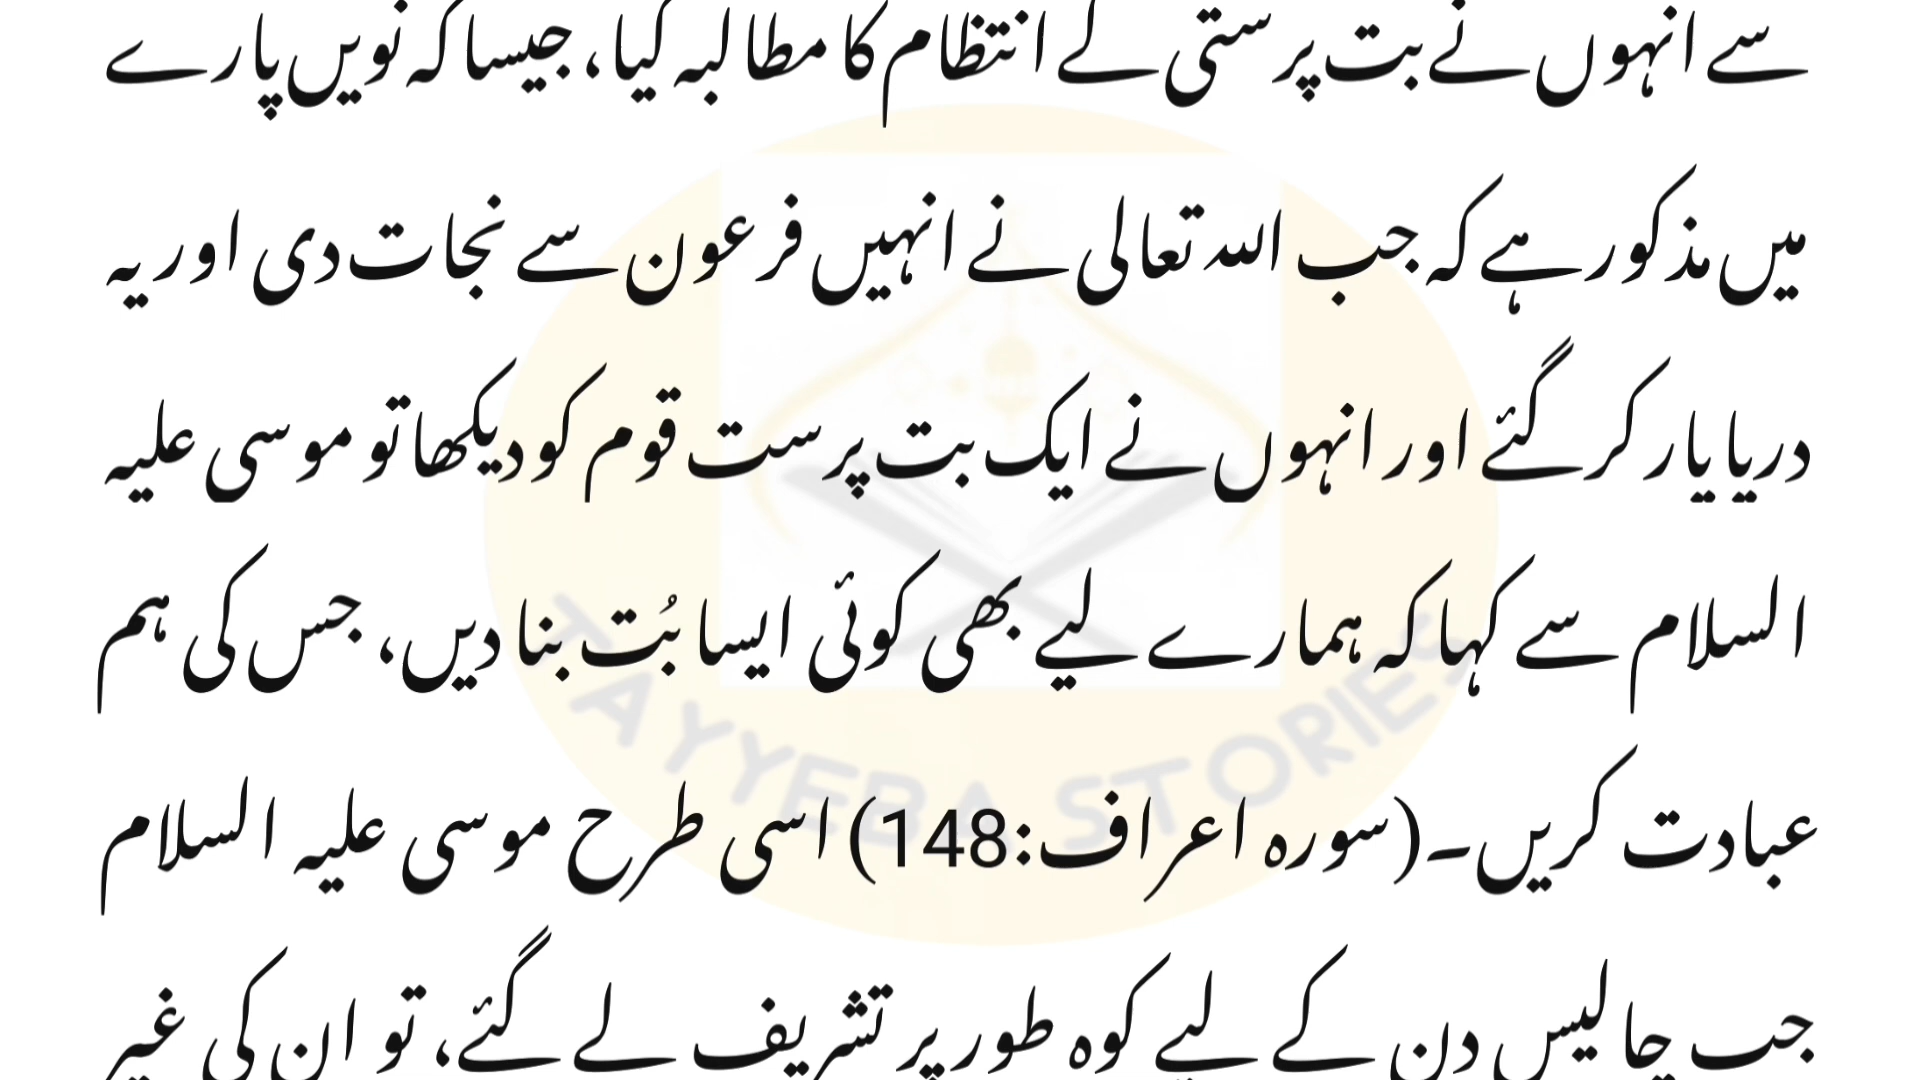 سے انہوں نے بت پرستی کے انتظام کا مطالبہ کیا، جیسا کہ نویں پارے
میں مذکور ہے کہ جب اللہ تعالی نے انہیں فرعون سے نجات دی اور یہ
دریا پار کر گئے اور انہوں نے ایک بت پرست قوم کو دیکھا تو موسی علیہ
السلام سے کہا کہ ہمارے لیے بھی کوئی ایسا بُت بنا دیں، جس کی ہم
عبادت کریں۔ (سورہ اعراف:148) اسی طرح موسی علیہ السلام
جب چالیس دن کے لیے کوہ طور پر تشریف لے گئے، تو ان کی غیر
TAYYEBA STORIES